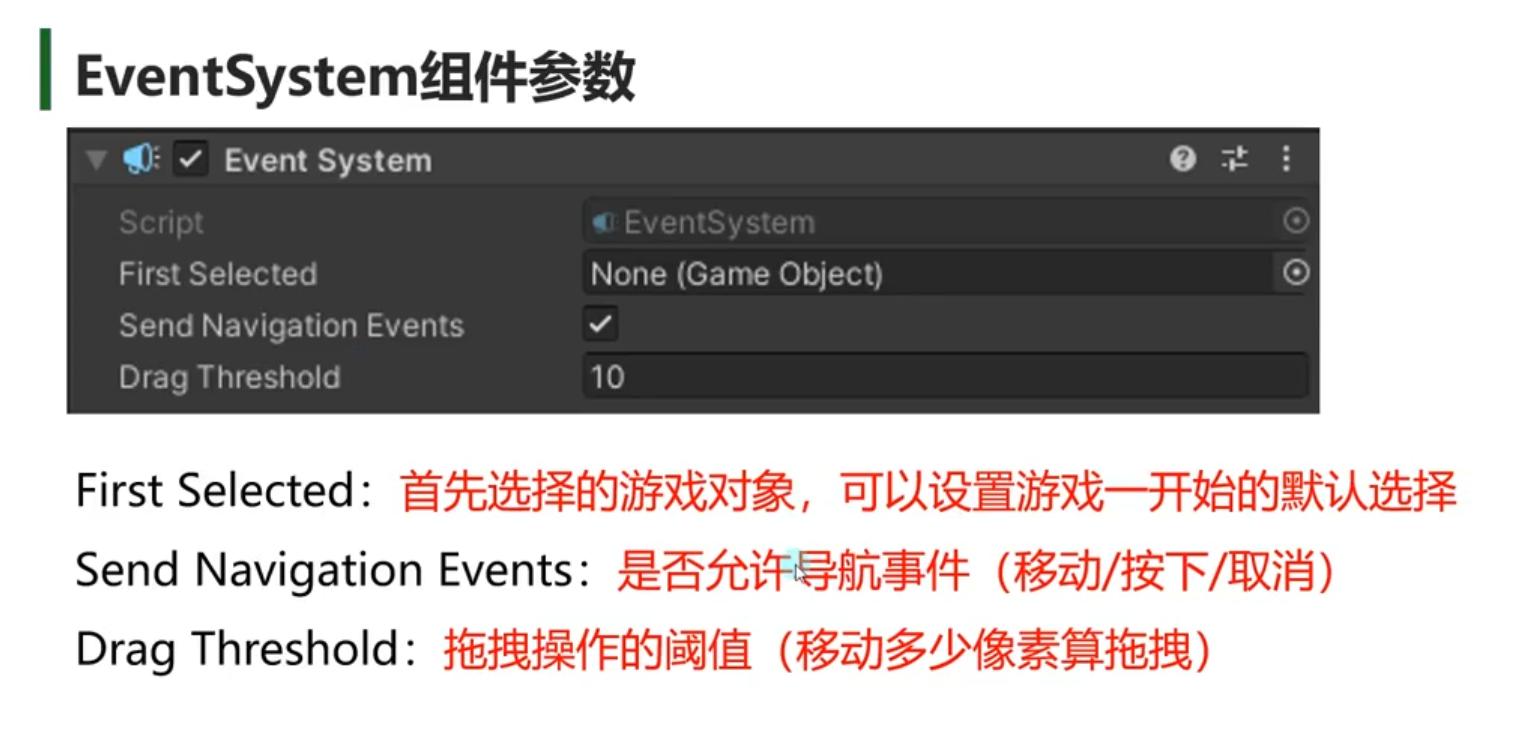 EventSystem组件参数
Event System
Script EventSystem
First Selected None (Game Object)
Send Navigation Events
Drag Threshold 10
First Selected：首先选择的游戏对象，可以设置游戏一开始的默认选择
Send Navigation Events：是否允许导航事件（移动/按下/取消）
Drag Threshold：拖拽操作的阈值（移动多少像素算拖拽）